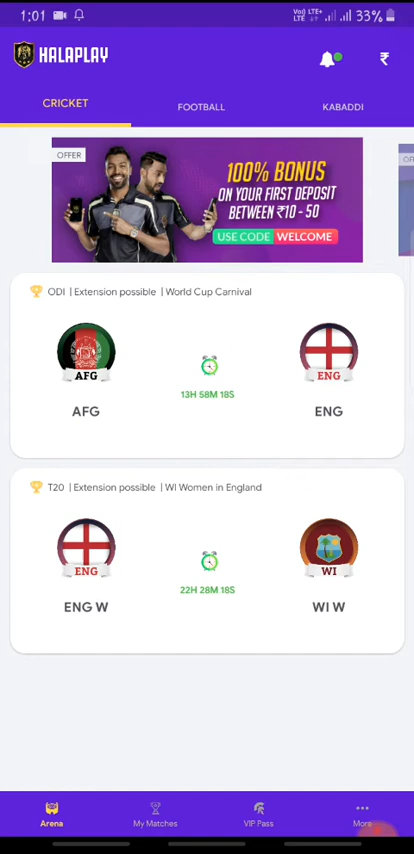 1:01
Vo) LTE+
LTE
33%
HALAPLAY
₹
CRICKET
FOOTBALL
KABADDI
OFFER
100% BONUS
ON YOUR FIRST DEPOSIT
BETWEEN ₹10 - 50
USE CODE WELCOME
ODI | Extension possible | World Cup Carnival
AFG
ENG
13H 58M 18S
AFG
ENG
T20 | Extension possible | WI Women in England
ENG
WI
22H 28M 18S
ENG W
WI W
Arena
My Matches
VIP Pass
More